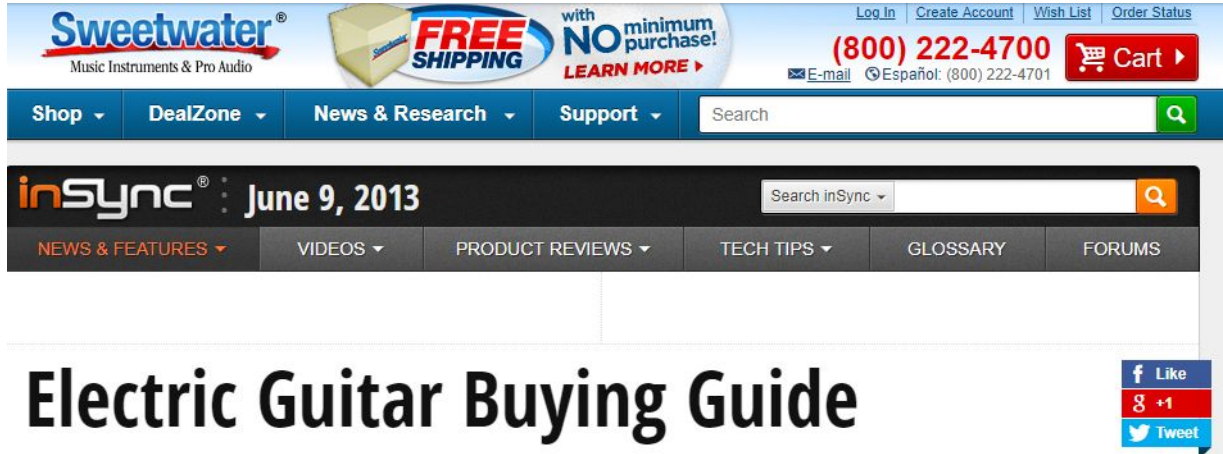 Sweetwater®
Music Instruments & Pro Audio
Sweetwater
FREE
SHIPPING
with
NO minimum
purchase!
LEARN MORE
Log In Create Account Wish List Order Status
(800) 222-4700
E-mail Español: (800) 222-4701
Cart
Shop DealZone News & Research Support Search
inSync® June 9, 2013 Search inSync
NEWS & FEATURES VIDEOS PRODUCT REVIEWS TECH TIPS GLOSSARY FORUMS
Electric Guitar Buying Guide
f Like
g +1
Tweet